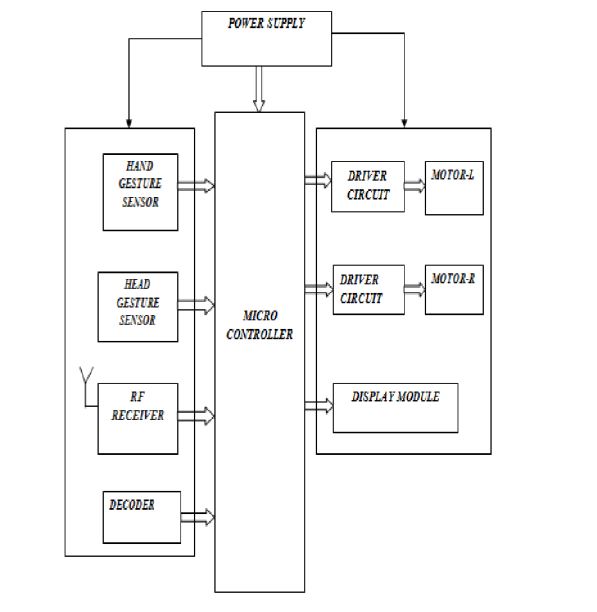 POWER SUPPLY
HAND
GESTURE
SENSOR
HEAD
GESTURE
SENSOR
RF
RECEIVER
DECODER
MICRO
CONTROLLER
DRIVER
CIRCUIT
MOTOR-L
DRIVER
CIRCUIT
MOTOR-R
DISPLAY MODULE